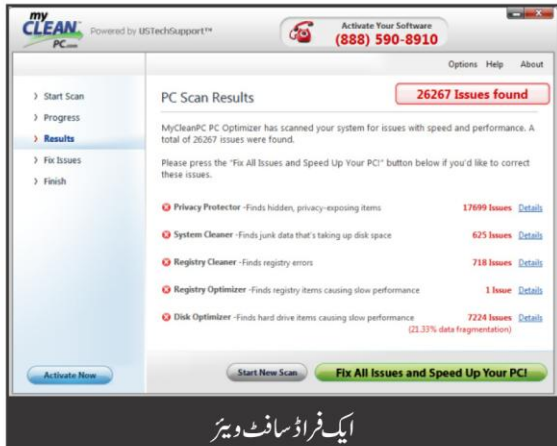 my
CLEAN
PC.com
Powered by USTechSupport™
Activate Your Software
(888) 590-8910
Options Help About
Start Scan
Progress
Results
Fix Issues
Finish
Activate Now
PC Scan Results
26267 Issues found
MyCleanPC PC Optimizer has scanned your system for issues with speed and performance. A
total of 26267 issues were found.
Please press the "Fix All Issues and Speed Up Your PC!" button below if you'd like to correct
these issues.
Privacy Protector -Finds hidden, privacy-exposing items 17699 Issues Details
System Cleaner -Finds junk data that's taking up disk space 625 Issues Details
Registry Cleaner -Finds registry errors 718 Issues Details
Registry Optimizer -Finds registry items causing slow performance 1 Issue Details
Disk Optimizer -Finds hard drive items causing slow performance 7224 Issues Details
(21.33% data fragmentation)
Start New Scan Fix All Issues and Speed Up Your PC!
ایک فراڈ سافٹ ویئر